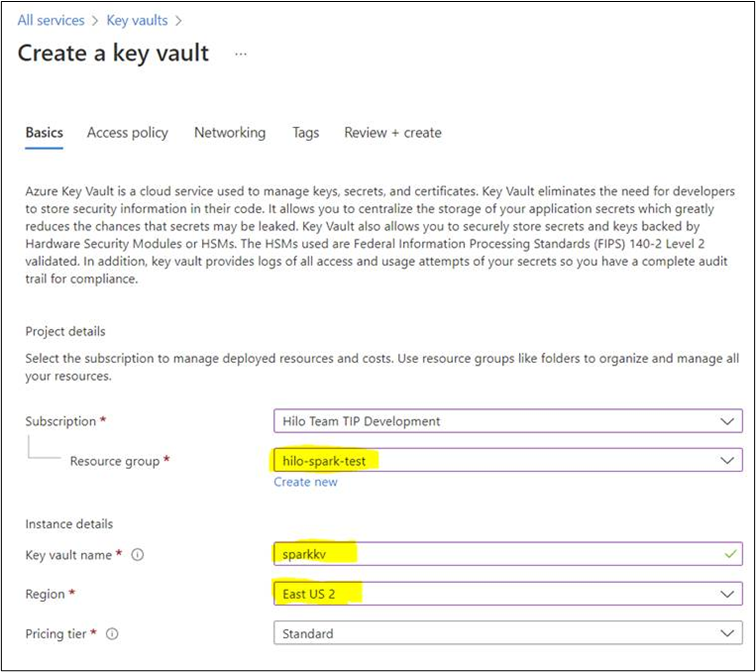 All services > Key vaults >
Create a key vault ...
Basics Access policy Networking Tags Review + create
Azure Key Vault is a cloud service used to manage keys, secrets, and certificates. Key Vault eliminates the need for developers
to store security information in their code. It allows you to centralize the storage of your application secrets which greatly
reduces the chances that secrets may be leaked. Key Vault also allows you to securely store secrets and keys backed by
Hardware Security Modules or HSMs. The HSMs used are Federal Information Processing Standards (FIPS) 140-2 Level 2
validated. In addition, key vault provides logs of all access and usage attempts of your secrets so you have a complete audit
trail for compliance.
Project details
Select the subscription to manage deployed resources and costs. Use resource groups like folders to organize and manage all
your resources.
Subscription * Hilo Team TIP Development
Resource group * hilo-spark-test
Create new
Instance details
Key vault name * sparkkv
Region * East US 2
Pricing tier * Standard